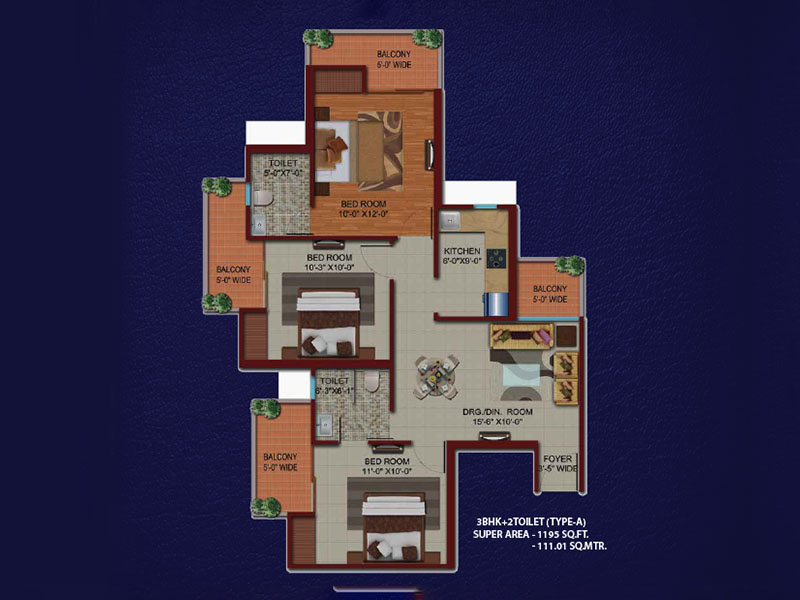 BALCONY
5'-0" WIDE
TOILET
5'-0"X7'-0"
BED ROOM
10'-0" X12'-0"
KITCHEN
6'-0"X9'-0"
BED ROOM
10'-3" X10'-0"
BALCONY
5'-0" WIDE
BALCONY
5'-0" WIDE
TOILET
6'-3"X6'-1"
DRG./DIN. ROOM
15'-6" X10'-0"
BALCONY
5'-0" WIDE
BED ROOM
11'-0" X10'-0"
FOYER
3'-5" WIDE
3BHK+2TOILET (TYPE-A)
SUPER AREA - 1195 SQ.FT.
- 111.01 SQ.MTR.